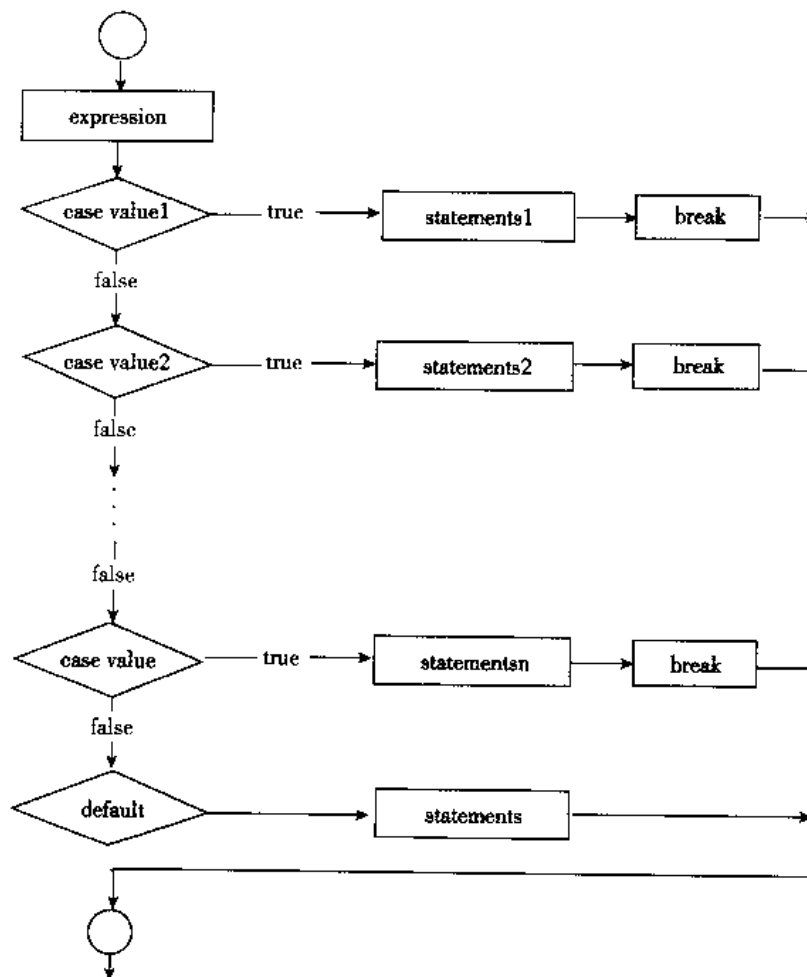 expression
case value1 true statements1 break
false
case value2 true statements2 break
false
false
case value true statementsn break
false
default statements